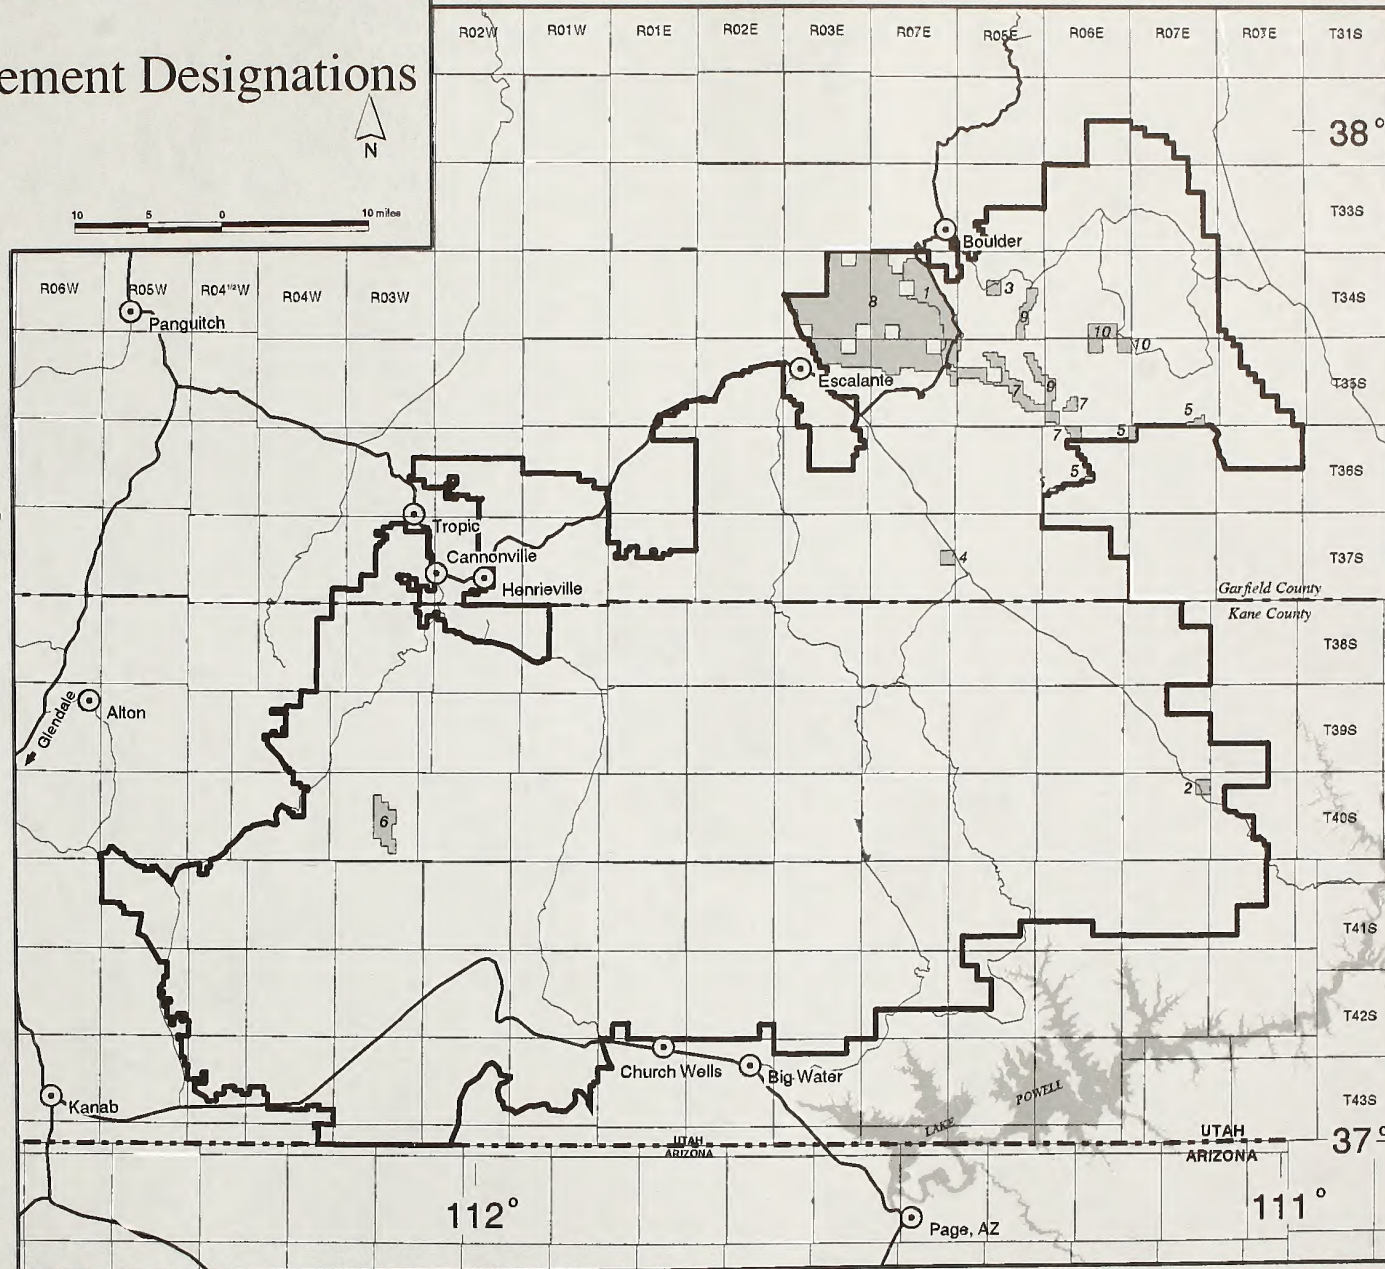 ement Designations
N
10 5 0 10 miles
R02W R01W R01E R02E R03E R07E R05E R06E R07E R03E T31S
38°
T33S
Boulder
R06W R05W R04½W R04W R03W
Panguitch
8 1 3 9 T34S
10 10
Escalante
7 9 7 T35S
5
7 5
5 T36S
Tropic
Cannonville
4 T37S
Henrieville
Garfield County
Kane County
T38S
Glendale
Alton
T39S
2
6 T40S
T41S
T42S
Church Wells
Big Water
Kanab
LAKE POWELL
T43S
UTAH
ARIZONA
UTAH
ARIZONA
37°
112°
111°
Page, AZ